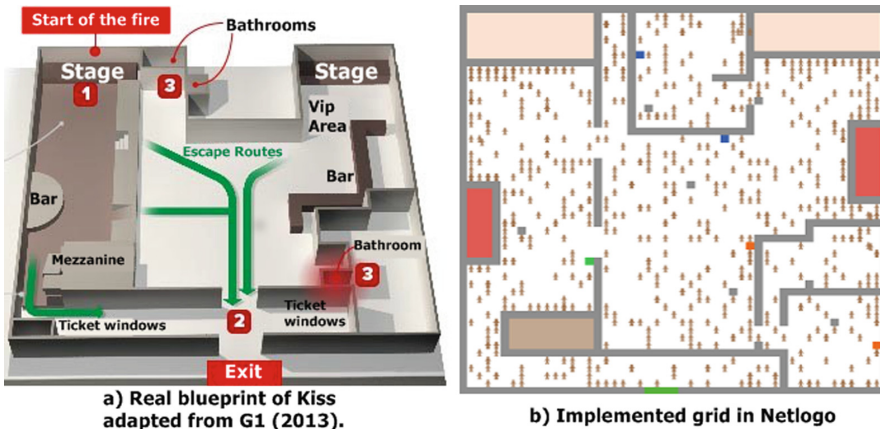 Start of the fire
Bathrooms
Stage
1
3
Stage
Vip
Area
Escape Routes
Bar
Bar
Mezzanine
Bathroom
3
Ticket windows
2
Ticket
windows
Exit
a) Real blueprint of Kiss
adapted from G1 (2013).
b) Implemented grid in Netlogo